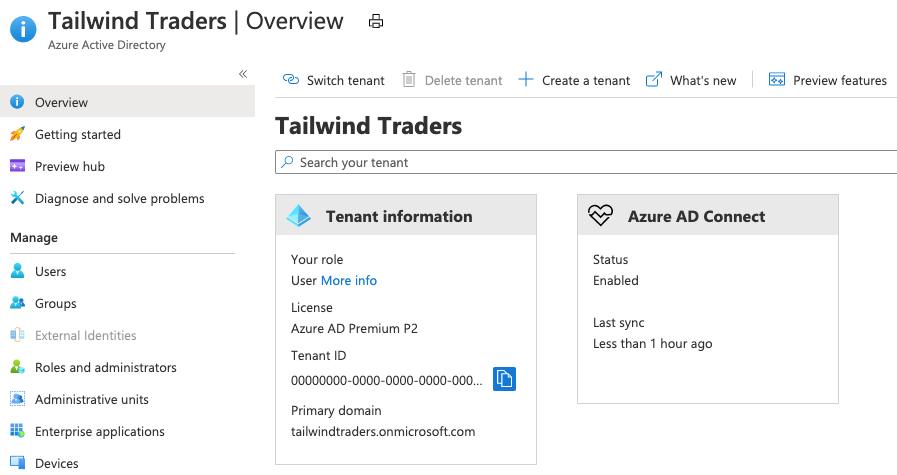 Tailwind Traders | Overview
Azure Active Directory
«
Overview
Getting started
Preview hub
Diagnose and solve problems
Manage
Users
Groups
External Identities
Roles and administrators
Administrative units
Enterprise applications
Devices
Switch tenant
Delete tenant
Create a tenant
What's new
Preview features
Tailwind Traders
Search your tenant
Tenant information
Your role
User More info
License
Azure AD Premium P2
Tenant ID
00000000-0000-0000-0000-000...
Primary domain
tailwindtraders.onmicrosoft.com
Azure AD Connect
Status
Enabled
Last sync
Less than 1 hour ago